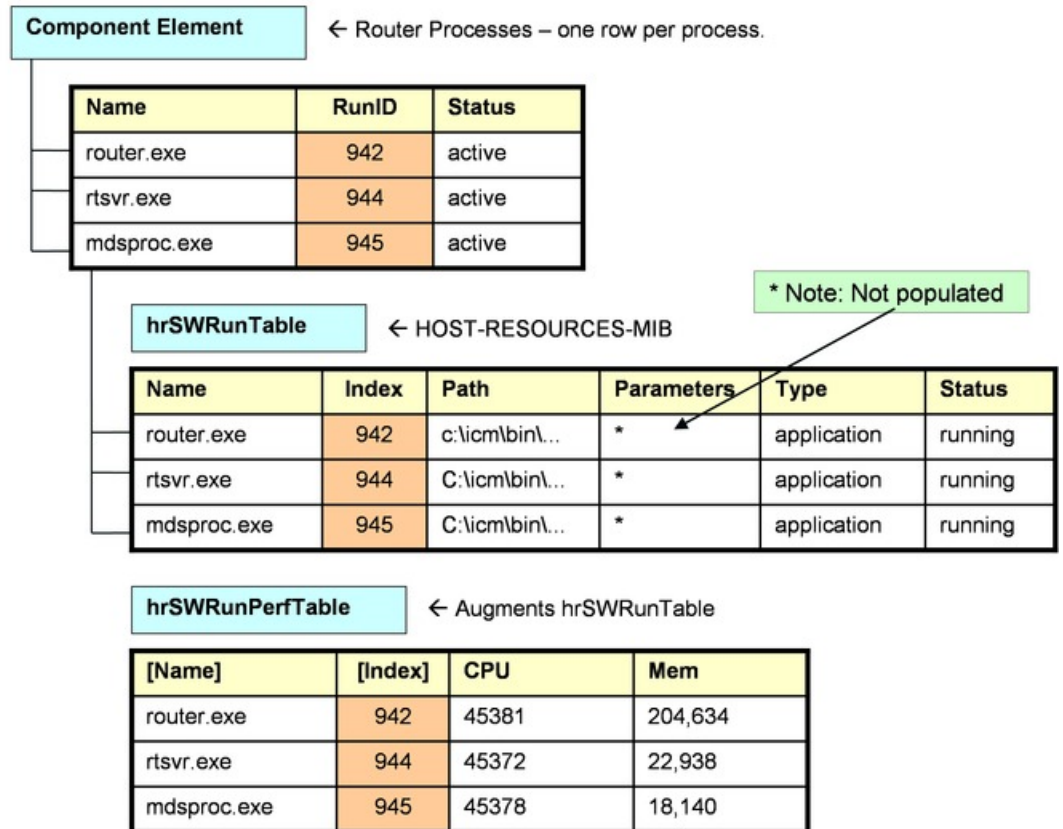 Component Element
← Router Processes – one row per process.
Name RunID Status
router.exe 942 active
rtsvr.exe 944 active
mdsproc.exe 945 active
* Note: Not populated
hrSWRunTable
← HOST-RESOURCES-MIB
Name Index Path Parameters Type Status
router.exe 942 c:\icm\bin\... * application running
rtsvr.exe 944 C:\icm\bin\... * application running
mdsproc.exe 945 C:\icm\bin\... * application running
hrSWRunPerfTable
← Augments hrSWRunTable
[Name] [Index] CPU Mem
router.exe 942 45381 204,634
rtsvr.exe 944 45372 22,938
mdsproc.exe 945 45378 18,140